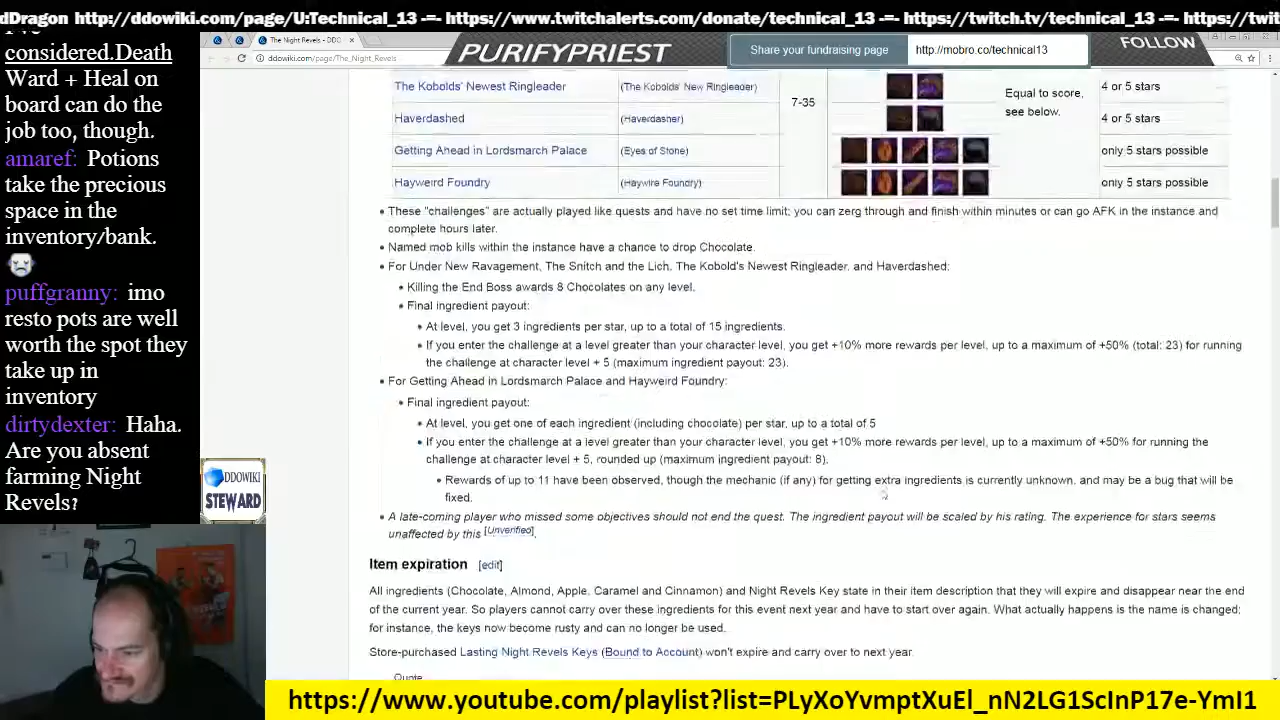 dDragon http://ddowiki.com/page/U:Technical_13 -=- https://www.twitchalerts.com/donate/technical_13 -=- https://twitch.tv/technical_13 -=- https://twi
I've
considered.Death
Ward + Heal on
board can do the
job too, though.
amaref: Potions
take the precious
space in the
inventory/bank.
puffgranny: imo
resto pots are well
worth the spot they
take up in
inventory
dirtydexter: Haha.
Are you absent
farming Night
Revels?
The Night Revels - DDO
ddowiki.com/page/The_Night_Revels
PURIFYPRIEST
Share your fundraising page
http://mobro.co/technical13
FOLLOW
The Kobolds' Newest Ringleader (The Kobolds' New Ringleader) 4 or 5 stars
7-35 Equal to score, see below.
Haverdashed (Haverdasher) 4 or 5 stars
Getting Ahead in Lordsmarch Palace (Eyes of Stone) only 5 stars possible
Hayweird Foundry (Haywire Foundry) only 5 stars possible
These "challenges" are actually played like quests and have no set time limit; you can zerg through and finish within minutes or can go AFK in the instance and
complete hours later.
Named mob kills within the instance have a chance to drop Chocolate.
For Under New Ravagement, The Snitch and the Lich, The Kobold's Newest Ringleader, and Haverdashed:
Killing the End Boss awards 8 Chocolates on any level.
Final ingredient payout:
At level, you get 3 ingredients per star, up to a total of 15 ingredients.
If you enter the challenge at a level greater than your character level, you get +10% more rewards per level, up to a maximum of +50% (total: 23) for running
the challenge at character level + 5 (maximum ingredient payout: 23).
For Getting Ahead in Lordsmarch Palace and Hayweird Foundry:
Final ingredient payout:
At level, you get one of each ingredient (including chocolate) per star, up to a total of 5
If you enter the challenge at a level greater than your character level, you get +10% more rewards per level, up to a maximum of +50% for running the
challenge at character level + 5, rounded up (maximum ingredient payout: 8).
Rewards of up to 11 have been observed, though the mechanic (if any) for getting extra ingredients is currently unknown, and may be a bug that will be
fixed.
A late-coming player who missed some objectives should not end the quest. The ingredient payout will be scaled by his rating. The experience for stars seems
unaffected by this [Unverified].
Item expiration [edit]
All ingredients (Chocolate, Almond, Apple, Caramel and Cinnamon) and Night Revels Key state in their item description that they will expire and disappear near the end
of the current year. So players cannot carry over these ingredients for this event next year and have to start over again. What actually happens is the name is changed;
for instance, the keys now become rusty and can no longer be used.
Store-purchased Lasting Night Revels Keys (Bound to Account) won't expire and carry over to next year.
Quote
DDOWIKI
STEWARD
https://www.youtube.com/playlist?list=PLyXoYvmptXuEl_nN2LG1ScInP17e-YmI1